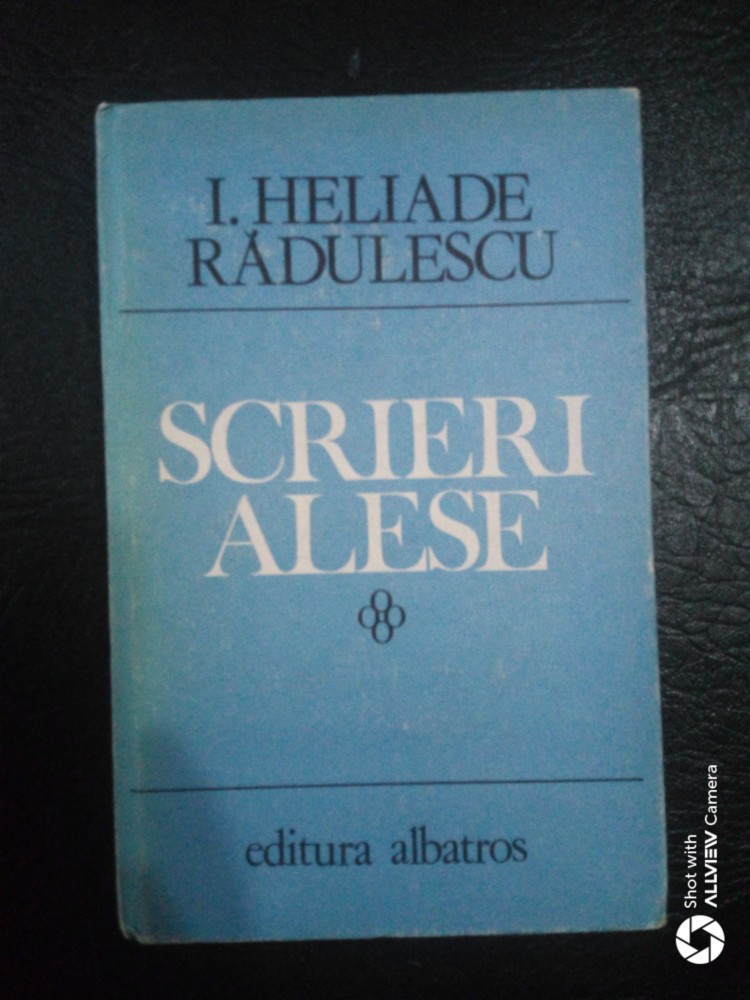 I. HELIADE
RĂDULESCU
SCRIERI
ALESE
editura albatros
Shot with
ALLVIEW Camera